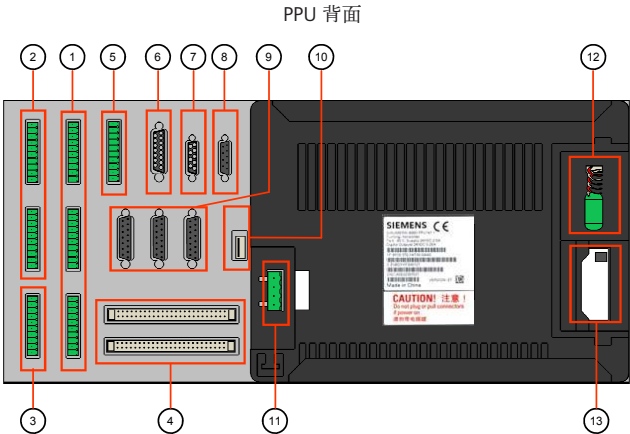 PPU 背面
2
1
5
6
7
8
9
10
12
SIEMENS CE
Made in China
CAUTION! 注意！
Do not plug or pull connectors
if power on
3
4
11
13